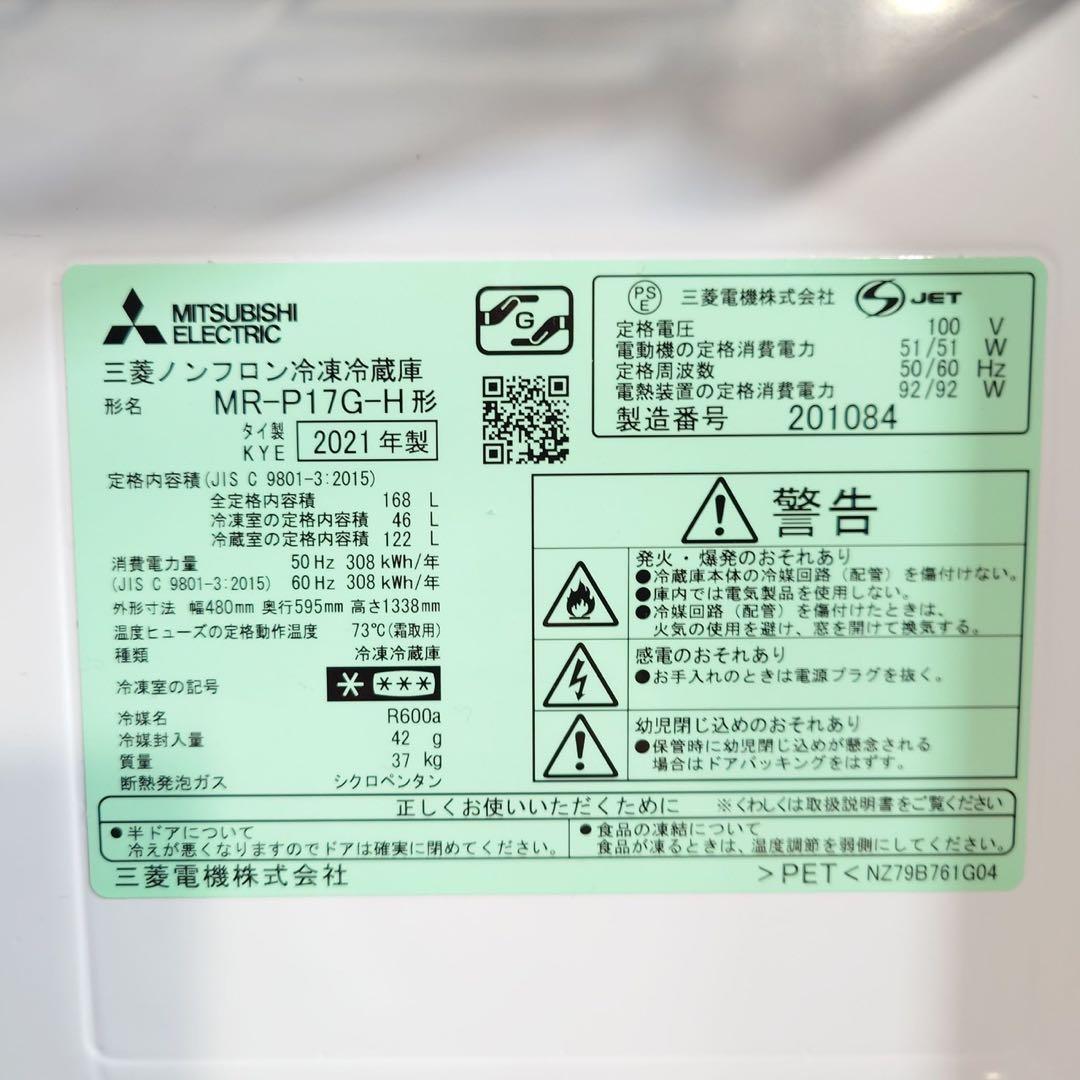 MITSUBISHI
ELECTRIC
三菱ノンフロン冷凍冷蔵庫
形名 MR-P17G-H形
タイ製
KYE 2021年製
G
定格内容積(JIS C 9801-3:2015)
全定格内容積 168 L
冷凍室の定格内容積 46 L
冷蔵室の定格内容積 122 L
消費電力量 50Hz 308kWh/年
(JIS C 9801-3:2015) 60Hz 308kWh/年
外形寸法 幅480mm 奥行595mm 高さ1338mm
温度ヒューズの定格動作温度 73℃(霜取用)
種類 冷凍冷蔵庫
冷凍室の記号 * ***
冷媒名 R600a
冷媒封入量 42 g
質量 37 kg
断熱発泡ガス シクロペンタン
PS
E 三菱電機株式会社 S JET
定格電圧 100 V
電動機の定格消費電力 51/51 W
定格周波数 50/60 Hz
電熱装置の定格消費電力 92/92 W
製造番号 201084
警告
発火・爆発のおそれあり
●冷蔵庫本体の冷媒回路(配管)を傷付けない。
●庫内では電気製品を使用しない。
●冷媒回路(配管)を傷付けたときは、
火気の使用を避け、窓を開けて換気する。
感電のおそれあり
●お手入れのときは電源プラグを抜く。
幼児閉じ込めのおそれあり
●保管時に幼児閉じ込めが懸念される
場合はドアパッキングをはずす。
正しくお使いいただくために ※くわしくは取扱説明書をご覧ください
●半ドアについて
冷えが悪くなりますのでドアは確実に閉めてください。
●食品の凍結について
食品が凍るときは、温度調節を弱側にしてください。
三菱電機株式会社
>PET< NZ79B761G04